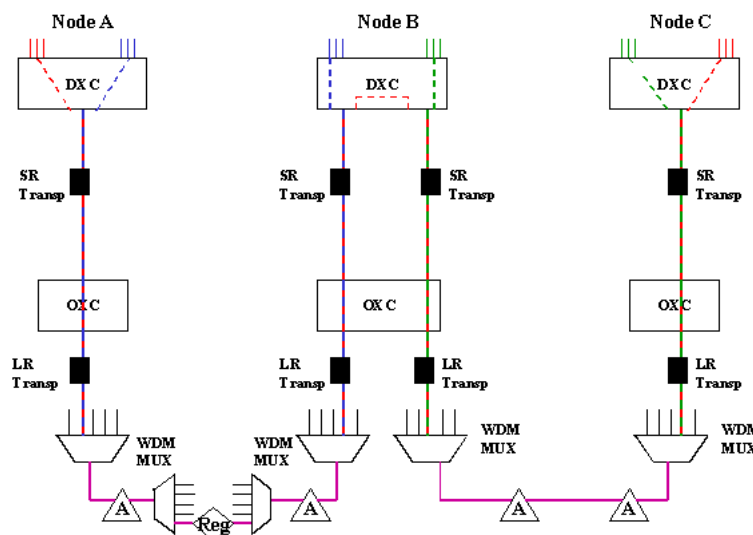 Node A
Node B
Node C
DXC
DXC
DXC
SR
Transp
SR
Transp
SR
Transp
SR
Transp
OXC
OXC
OXC
LR
Transp
LR
Transp
LR
Transp
LR
Transp
WDM
MUX
WDM
MUX
WDM
MUX
WDM
MUX
A
Reg
A
A
A